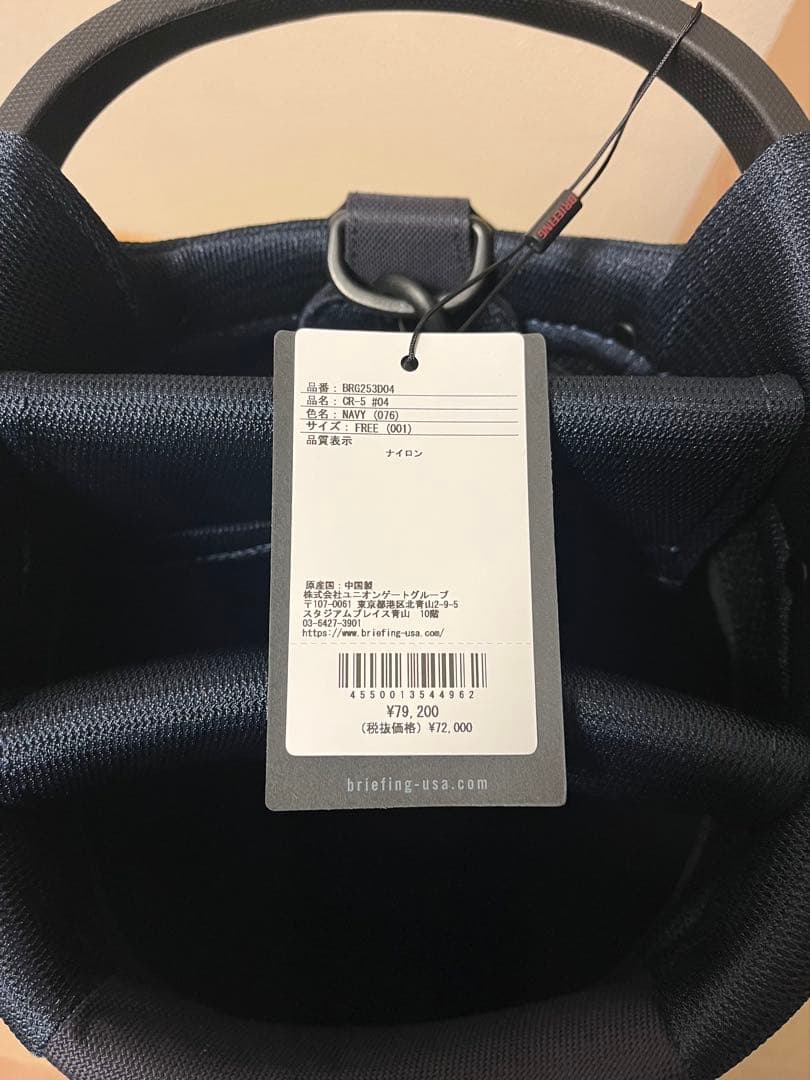 BRIEFING
品番：BRG253D04
品名：CR-5 #04
色名：NAVY (076)
サイズ：FREE (001)
品質表示
ナイロン
原産国：中国製
株式会社ユニオンゲートグループ
〒107-0061 東京都港区北青山2-9-5
スタジアムプレイス青山 10階
03-6427-3901
https://www.briefing-usa.com/
4550013544962
¥79,200
(税抜価格) ¥72,000
briefing-usa.com